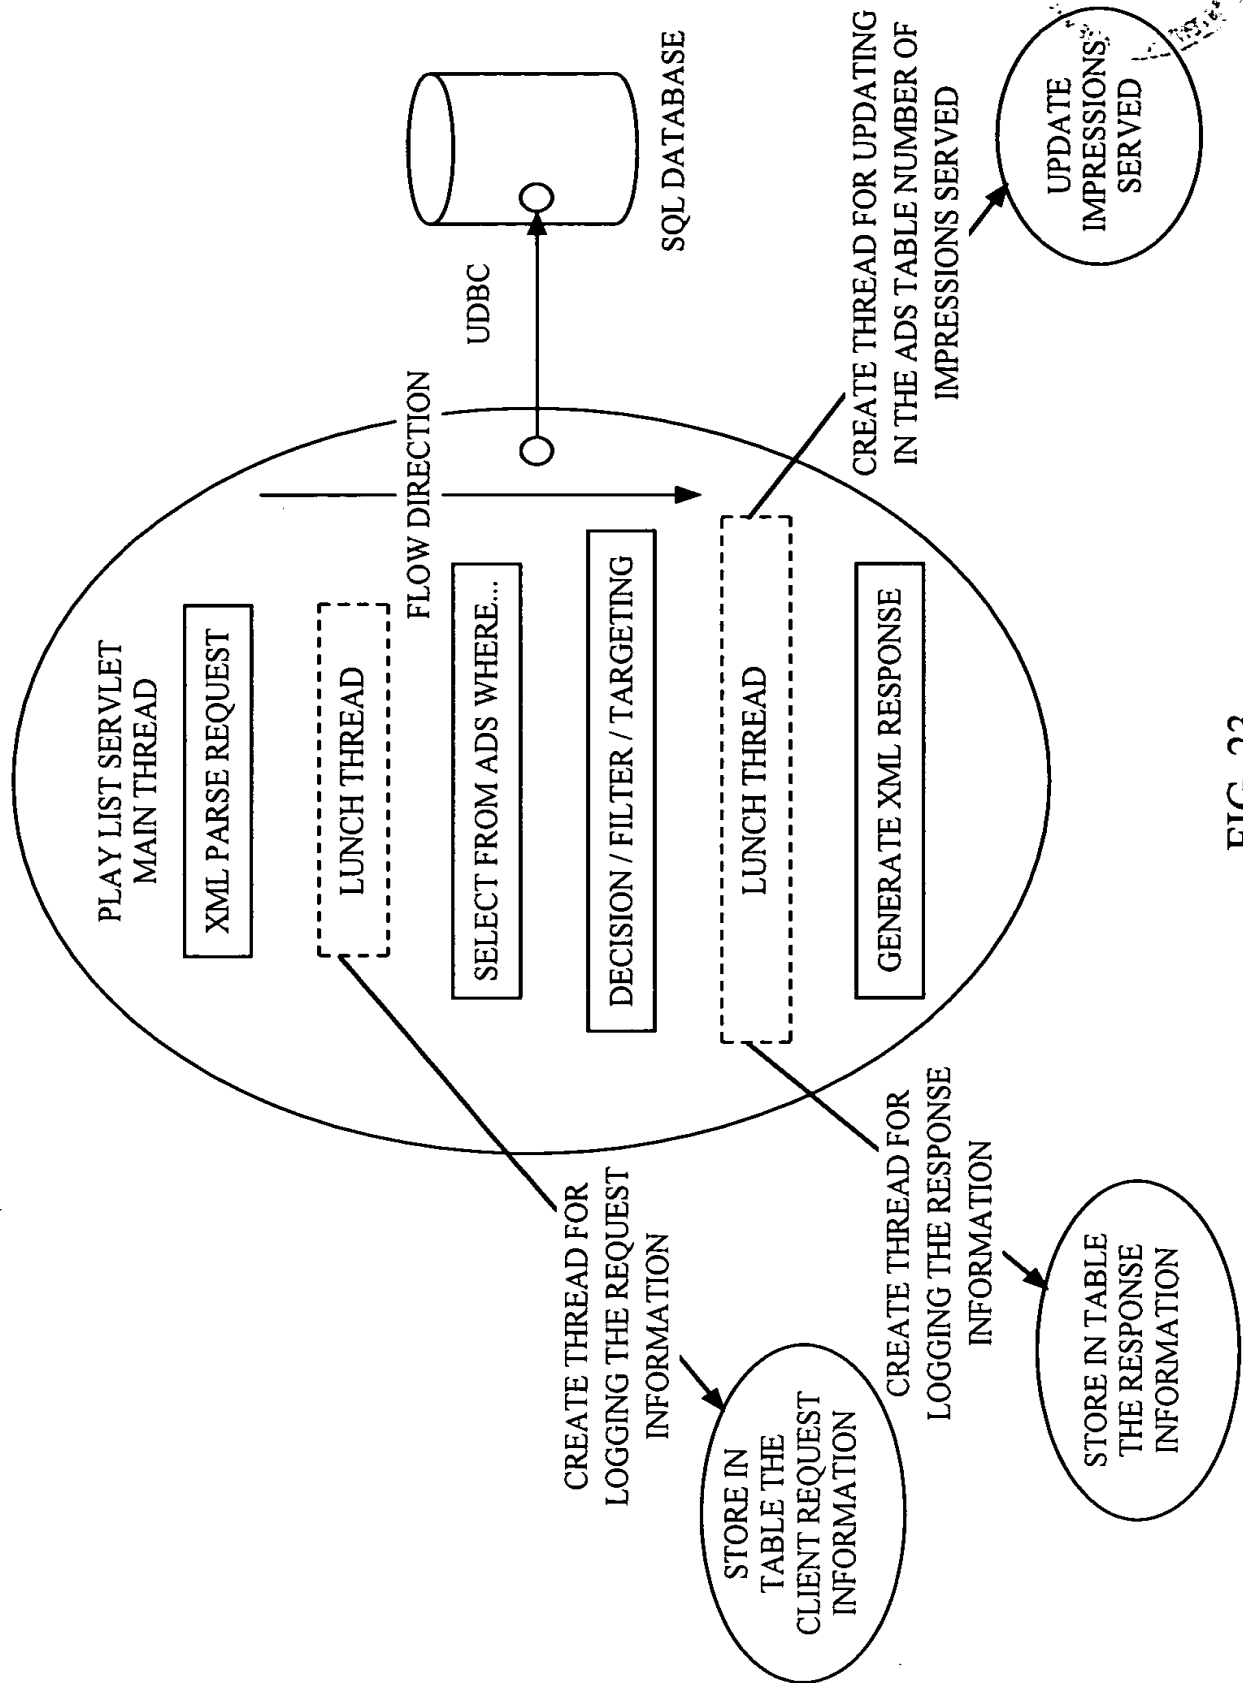 PLAY LIST SERVLET
MAIN THREAD
XML PARSE REQUEST
LUNCH THREAD
FLOW DIRECTION
SELECT FROM ADS WHERE...
DECISION / FILTER / TARGETING
LUNCH THREAD
GENERATE XML RESPONSE
UDBC
SQL DATABASE
CREATE THREAD FOR
LOGGING THE REQUEST
INFORMATION
STORE IN
TABLE THE
CLIENT REQUEST
INFORMATION
CREATE THREAD FOR
LOGGING THE RESPONSE
INFORMATION
STORE IN TABLE
THE RESPONSE
INFORMATION
CREATE THREAD FOR UPDATING
IN THE ADS TABLE NUMBER OF
IMPRESSIONS SERVED
UPDATE
IMPRESSIONS
SERVED
FIG.